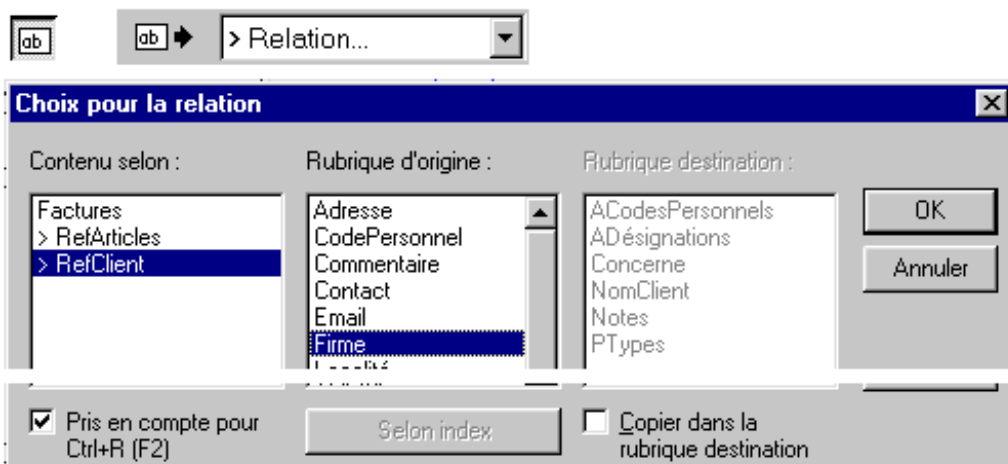 ab
ab > Relation...
Choix pour la relation
Contenu selon :
Factures
> RefArticles
> RefClient
Rubrique d'origine :
Adresse
CodePersonnel
Commentaire
Contact
Email
Firme
Rubrique destination :
ACodesPersonnels
ADésignations
Concerne
NomClient
Notes
PTypes
OK
Annuler
Pris en compte pour
Ctrl+R (F2)
Selon index
Copier dans la
rubrique destination